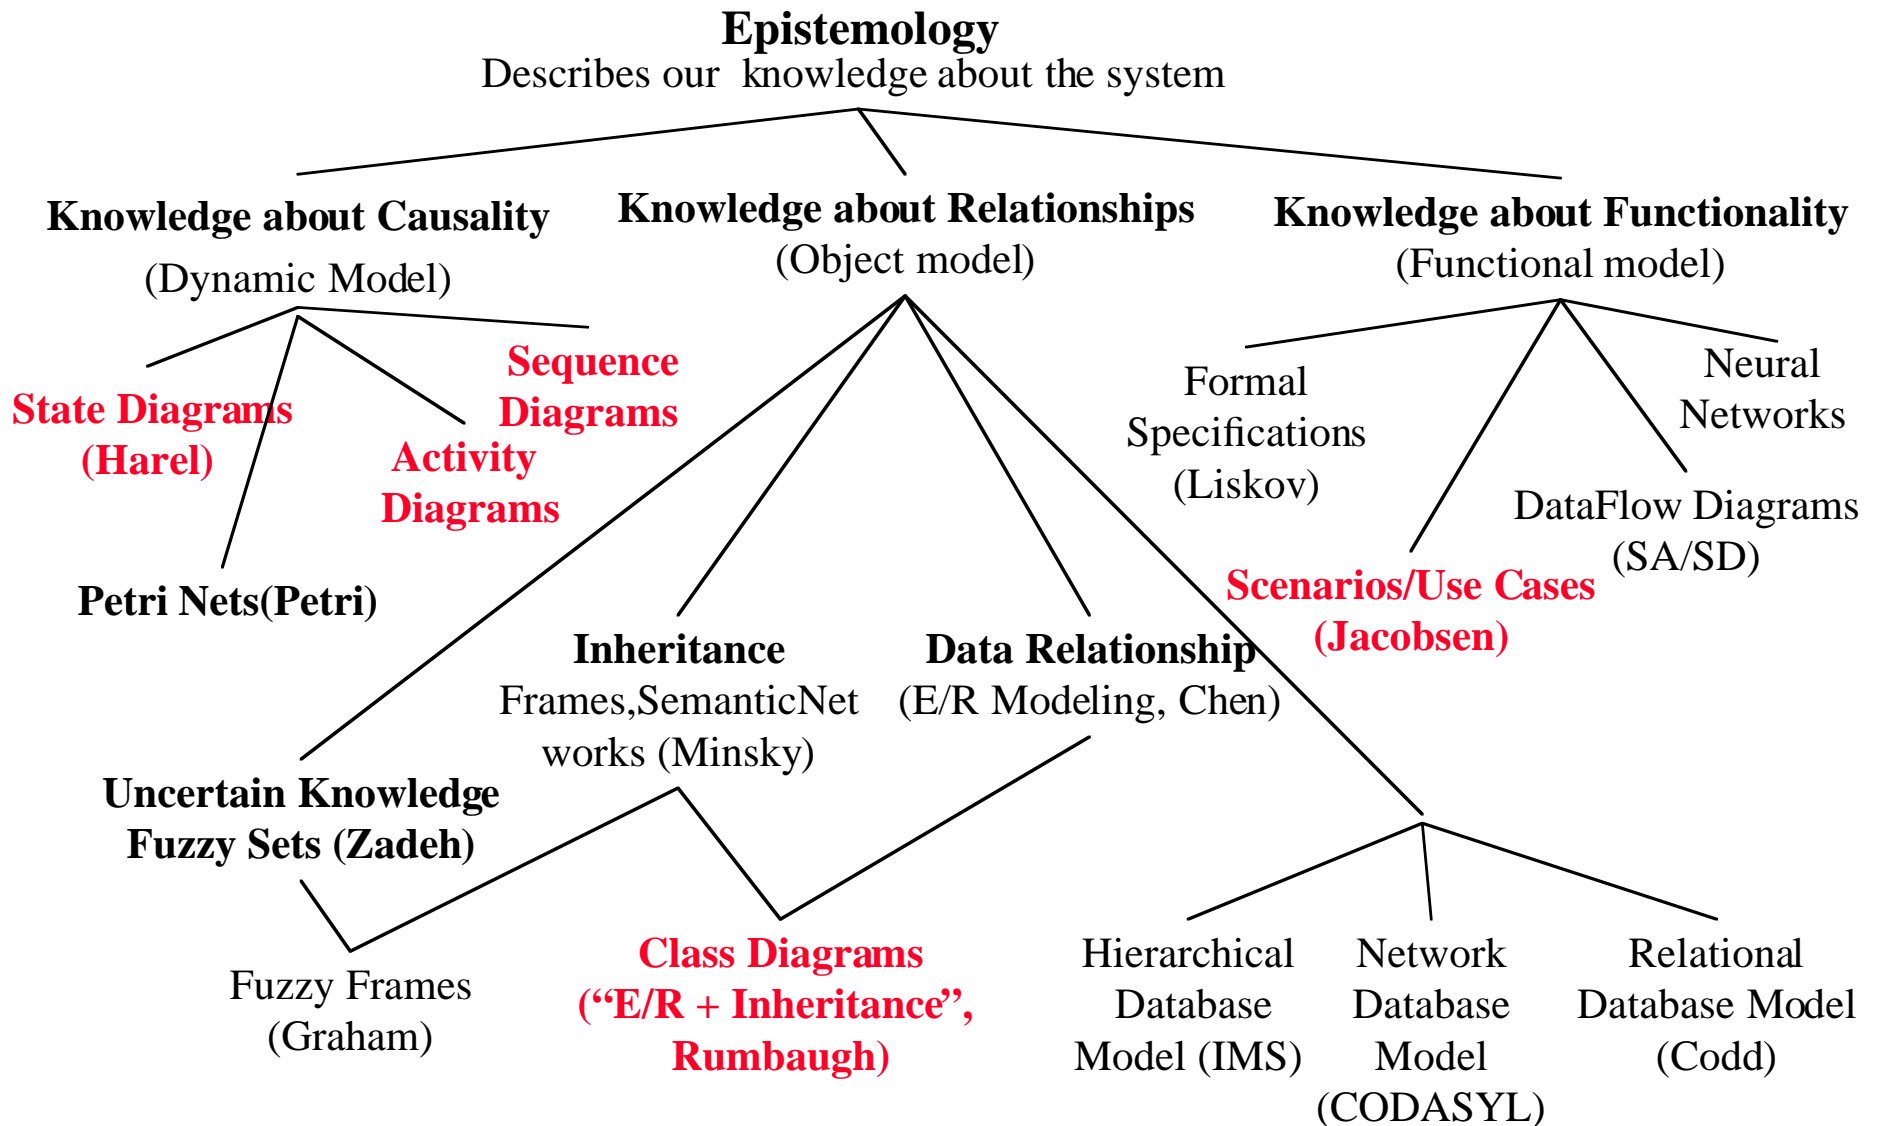 Epistemology
Describes our knowledge about the system
Knowledge about Causality
(Dynamic Model)
Knowledge about Relationships
(Object model)
Knowledge about Functionality
(Functional model)
State Diagrams
(Harel)
Sequence
Diagrams
Activity
Diagrams
Petri Nets(Petri)
Formal
Specifications
(Liskov)
Neural
Networks
DataFlow Diagrams
(SA/SD)
Scenarios/Use Cases
(Jacobsen)
Inheritance
Frames,SemanticNet
works (Minsky)
Data Relationship
(E/R Modeling, Chen)
Uncertain Knowledge
Fuzzy Sets (Zadeh)
Fuzzy Frames
(Graham)
Class Diagrams
(“E/R + Inheritance”,
Rumbaugh)
Hierarchical
Database
Model (IMS)
Network
Database
Model
(CODASYL)
Relational
Database Model
(Codd)